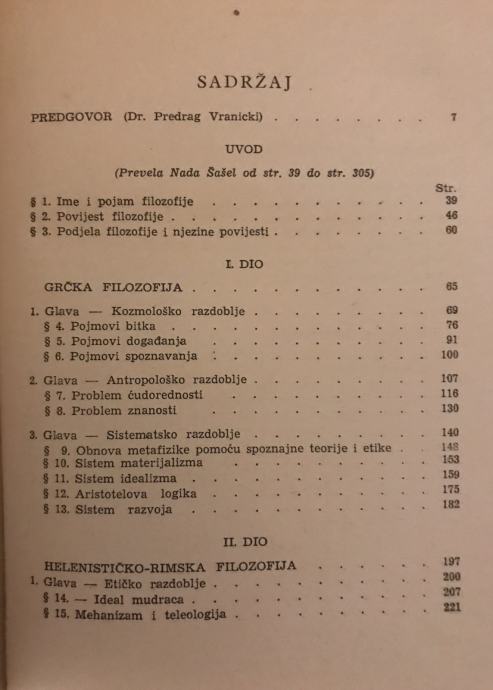 SADRŽAJ
PREDGOVOR (Dr. Predrag Vranicki) . . . . . . . . 7
UVOD
(Prevela Nada Šašel od str. 39 do str. 305)
Str.
§ 1. Ime i pojam filozofije . . . . . . . . . 39
§ 2. Povijest filozofije . . . . . . . . . . 46
§ 3. Podjela filozofije i njezine povijesti . . . . . . . 60
I. DIO
GRČKA FILOZOFIJA . . . . . . . . . . 65
1. Glava — Kozmološko razdoblje . . . . . . . . 69
§ 4. Pojmovi bitka . . . . . . . . . . 76
§ 5. Pojmovi događanja . . . . . . . . . 91
§ 6. Pojmovi spoznavanja . . . . . . . . . 100
2. Glava — Antropološko razdoblje . . . . . . . . 107
§ 7. Problem ćudorednosti . . . . . . . . 116
§ 8. Problem znanosti . . . . . . . . . 130
3. Glava — Sistematsko razdoblje . . . . . . . . 140
§ 9. Obnova metafizike pomoću spoznajne teorije i etike . . 148
§ 10. Sistem materijalizma . . . . . . . . 153
§ 11. Sistem idealizma . . . . . . . . . 159
§ 12. Aristotelova logika . . . . . . . . . 175
§ 13. Sistem razvoja . . . . . . . . . . 182
II. DIO
HELENISTIČKO-RIMSKA FILOZOFIJA . . . . . . 197
1. Glava — Etičko razdoblje . . . . . . . . . 200
§ 14. — Ideal mudraca . . . . . . . . . . 207
§ 15. Mehanizam i teleologija . . . . . . . . 221